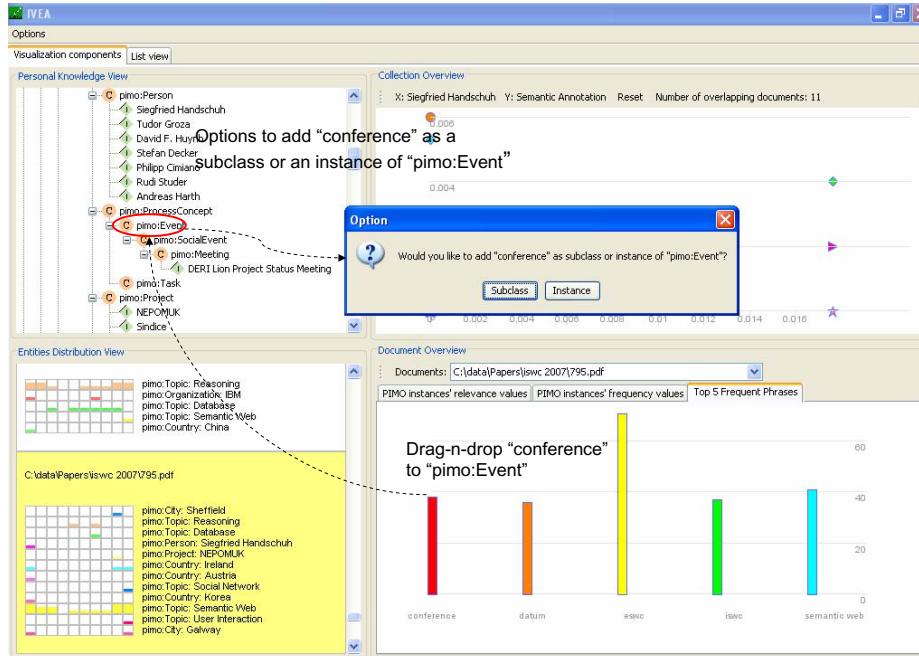 IVEA
Options
Visualization components
List view
Personal Knowledge View
pimo:Person
Siegfried Handschuh
Tudor Groza
David F. Huynh
Stefan Decker
Philipp Cimiano
Rudi Studer
Andreas Harth
pimo:ProcessConcept
pimo:Event
pimo:SocialEvent
pimo:Meeting
DERI Lion Project Status Meeting
pimo:Task
pimo:Project
NEPOMUK
Sindice
Options to add “conference” as a
subclass or an instance of “pimo:Event”
Collection Overview
X: Siegfried Handschuh Y: Semantic Annotation Reset Number of overlapping documents: 11
0.006
0.004
0.002 0.004 0.006 0.008 0.01 0.012 0.014 0.016
Option
Would you like to add "conference" as subclass or instance of "pimo:Event"?
Subclass
Instance
Entities Distribution View
pimo:Topic: Reasoning
pimo:Organization: IBM
pimo:Topic: Database
pimo:Topic: Semantic Web
pimo:Country: China
C:\data\Papers\iswc 2007\795.pdf
pimo:City: Sheffield
pimo:Topic: Reasoning
pimo:Topic: Database
pimo:Person: Siegfried Handschuh
pimo:Project: NEPOMUK
pimo:Country: Ireland
pimo:Country: Austria
pimo:Topic: Social Network
pimo:Country: Korea
pimo:Topic: Semantic Web
pimo:Topic: User Interaction
pimo:City: Galway
Document Overview
Documents: C:\data\Papers\iswc 2007\795.pdf
PIMO instances' relevance values
PIMO instances' frequency values
Top 5 Frequent Phrases
Drag-n-drop “conference”
to “pimo:Event”
60
40
20
0
conference datum eswc iswc semantic web